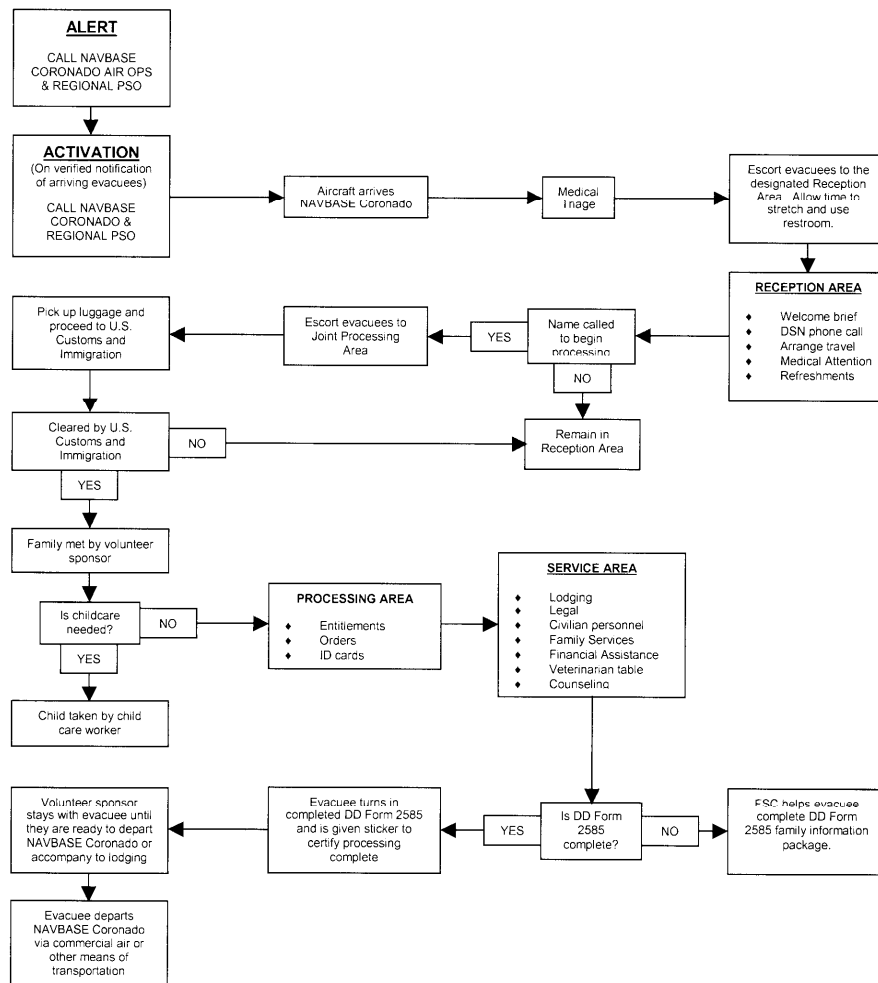 ALERT
CALL NAVBASE
CORONADO AIR OPS
& REGIONAL PSO
ACTIVATION
(On verified notification
of arriving evacuees)
CALL NAVBASE
CORONADO &
REGIONAL PSO
Aircraft arrives
NAVBASE Coronado
Medical
Triage
Escort evacuees to the
designated Reception
Area. Allow time to
stretch and use
restroom.
RECEPTION AREA
♦ Welcome brief
♦ DSN phone call
♦ Arrange travel
♦ Medical Attention
♦ Refreshments
Name called
to begin
processing
YES
NO
Escort evacuees to
Joint Processing
Area
Pick up luggage and
proceed to U.S.
Customs and
Immigration
Remain in
Reception Area
Cleared by U.S.
Customs and
Immigration
NO
YES
Family met by volunteer
sponsor
Is childcare
needed?
NO
YES
Child taken by child
care worker
PROCESSING AREA
♦ Entitlements
♦ Orders
♦ ID cards
SERVICE AREA
♦ Lodging
♦ Legal
♦ Civilian personnel
♦ Family Services
♦ Financial Assistance
♦ Veterinarian table
♦ Counseling
Is DD Form
2585
complete?
YES
NO
FSC helps evacuee
complete DD Form
2585 family information
package.
Evacuee turns in
completed DD Form 2585
and is given sticker to
certify processing
complete
Volunteer sponsor
stays with evacuee until
they are ready to depart
NAVBASE Coronado or
accompany to lodging
Evacuee departs
NAVBASE Coronado
via commercial air or
other means of
transportation